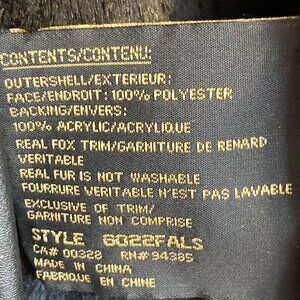 CONTENTS/CONTENU:
OUTERSHELL/EXTERIEUR:
FACE/ENDROIT: 100% POLYESTER
BACKING/ENVERS:
100% ACRYLIC/ACRYLIQUE
REAL FOX TRIM/GARNITURE DE RENARD
VERITABLE
REAL FUR IS NOT WASHABLE
FOURRURE VERITABLE N'EST PAS LAVABLE
EXCLUSIVE OF TRIM/
GARNITURE NON COMPRISE
STYLE 6022FALS
CA# 00320 RN# 94385
MADE IN CHINA
FABRIQUE EN CHINE